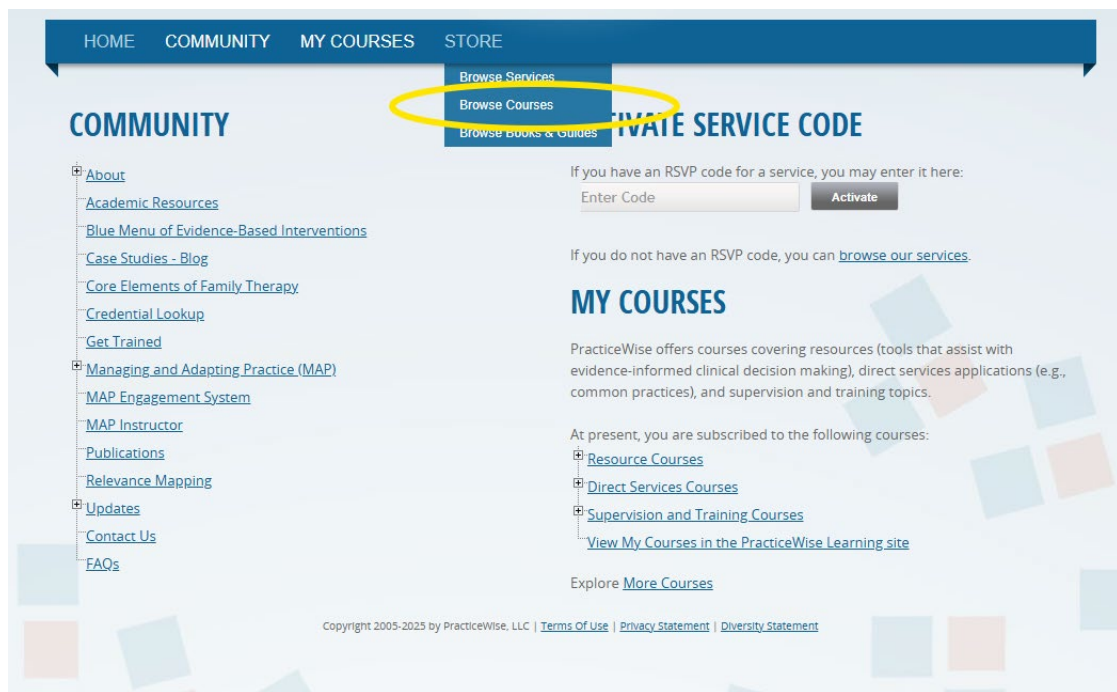 HOME COMMUNITY MY COURSES STORE
Browse Services
Browse Courses
Browse Books & Guides
COMMUNITY
About
Academic Resources
Blue Menu of Evidence-Based Interventions
Case Studies - Blog
Core Elements of Family Therapy
Credential Lookup
Get Trained
Managing and Adapting Practice (MAP)
MAP Engagement System
MAP Instructor
Publications
Relevance Mapping
Updates
Contact Us
FAQs
TIVATE SERVICE CODE
If you have an RSVP code for a service, you may enter it here:
Enter Code Activate
If you do not have an RSVP code, you can browse our services.
MY COURSES
PracticeWise offers courses covering resources (tools that assist with
evidence-informed clinical decision making), direct services applications (e.g.,
common practices), and supervision and training topics.
At present, you are subscribed to the following courses:
Resource Courses
Direct Services Courses
Supervision and Training Courses
View My Courses in the PracticeWise Learning site
Explore More Courses
Copyright 2005-2025 by PracticeWise, LLC | Terms Of Use | Privacy Statement | Diversity Statement